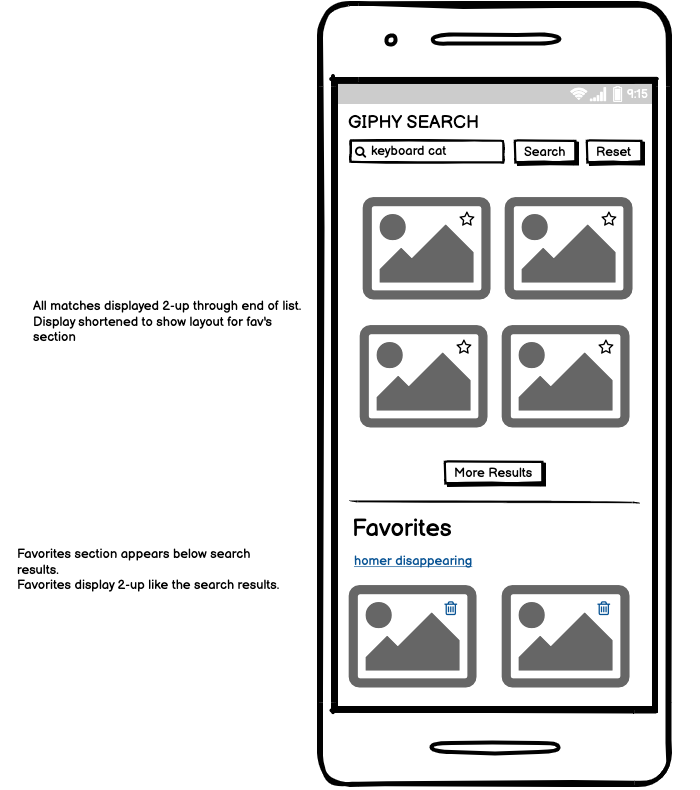 9:15
GIPHY SEARCH
keyboard cat
Search
Reset
All matches displayed 2-up through end of list.
Display shortened to show layout for fav's
section
More Results
Favorites
homer disappearing
Favorites section appears below search
results.
Favorites display 2-up like the search results.